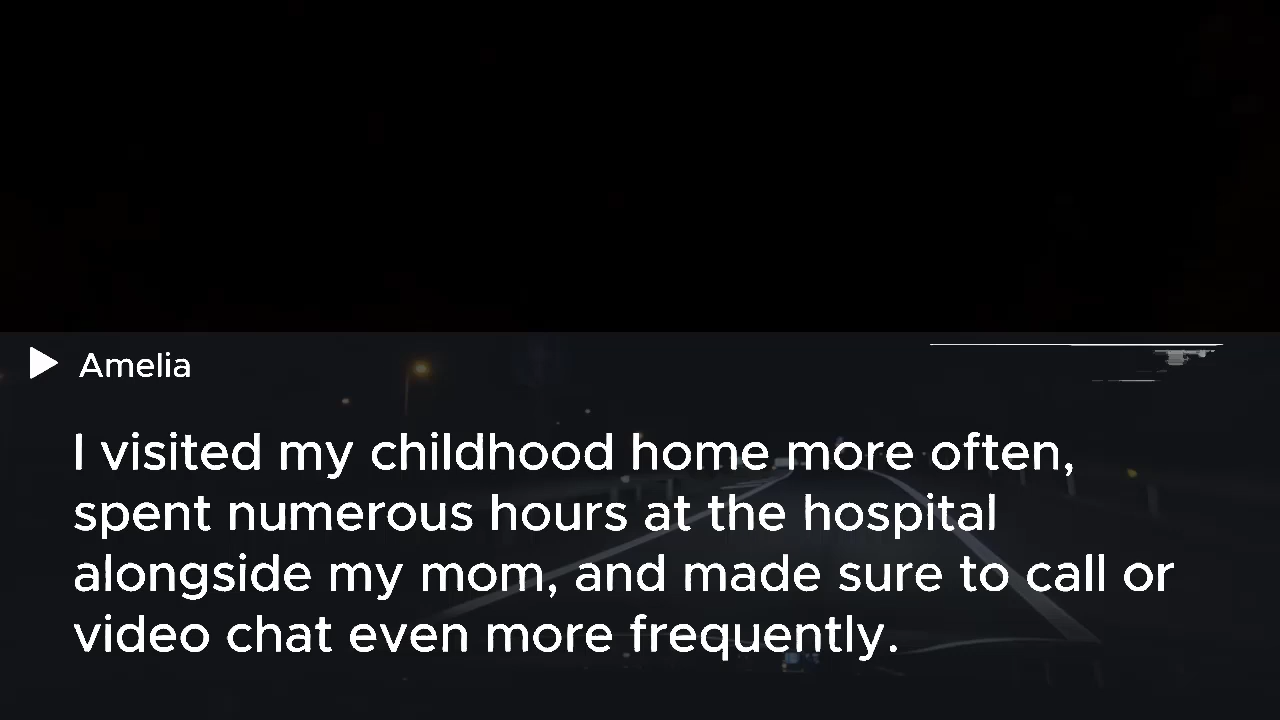 Amelia
I visited my childhood home more often,
spent numerous hours at the hospital
alongside my mom, and made sure to call or
video chat even more frequently.